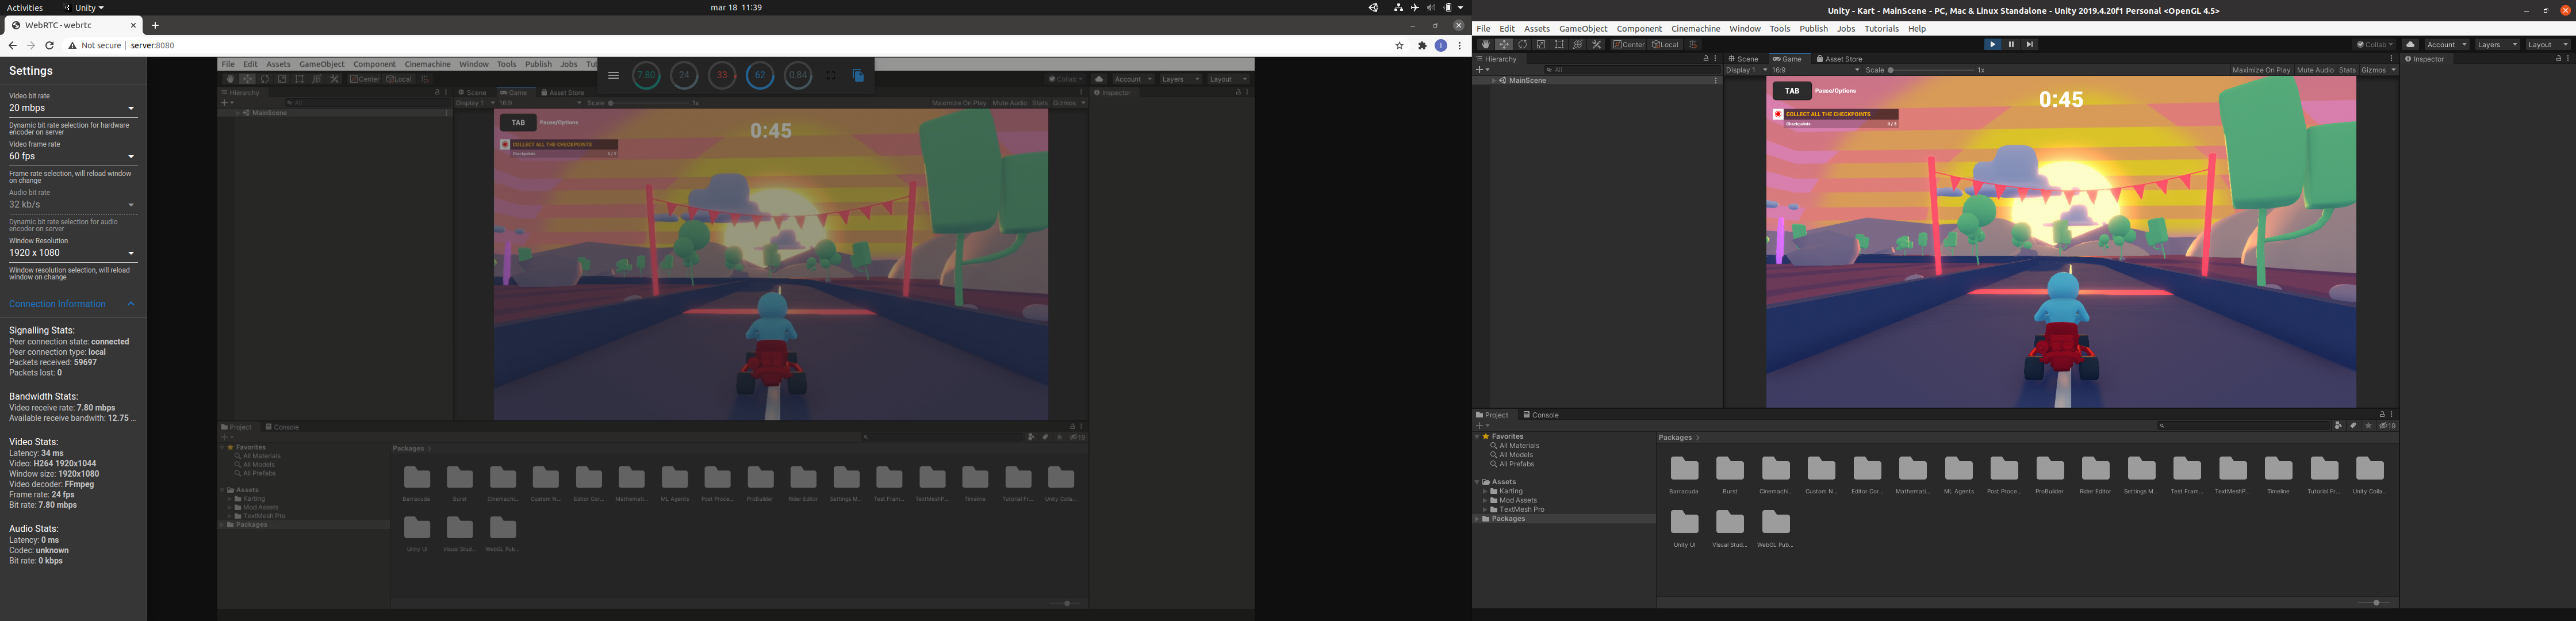 Activities
Unity
mar 18 11:39
WebRTC - webrtc
Not secure
server:8080
Settings
Video bit rate
20 mbps
Dynamic bit rate selection for hardware
encoder on server
Video frame rate
60 fps
Frame rate selection, will reload window
on change
Audio bit rate
32 kb/s
Dynamic bit rate selection for audio
encoder on server
Window Resolution
1920 x 1080
Window resolution selection, will reload
window on change
Connection Information
Signalling Stats:
Peer connection state: connected
Peer connection type: local
Packets received: 59697
Packets lost: 0
Bandwidth Stats:
Video receive rate: 7.80 mbps
Available receive bandwith: 12.75 ...
Video Stats:
Latency: 34 ms
Video: H264 1920x1044
Window size: 1920x1080
Video decoder: FFmpeg
Frame rate: 24 fps
Bit rate: 7.80 mbps
Audio Stats:
Latency: 0 ms
Codec: unknown
Bit rate: 0 kbps
File Edit Assets GameObject Component Cinemachine Window Tools Publish Jobs Tu
7.80 24 33 62 0.84
Center Local
Collab Account Layers Layout
Hierarchy
All
MainScene
Scene Game Asset Store
Display 1 16:9 Scale 1x
Maximize On Play Mute Audio Stats Gizmos
Inspector
TAB Pause/Options
0:45
COLLECT ALL THE CHECKPOINTS
Checkpoints 0 / 3
Project Console
19
Favorites
All Materials
All Models
All Prefabs
Assets
Karting
Mod Assets
TextMesh Pro
Packages
Packages
Barracuda Burst Cinemachi... Custom N... Editor Cor... Mathemati... ML Agents Post Proce... ProBuilder Rider Editor Settings M... Test Fram... TextMeshP... Timeline Tutorial Fr... Unity Colla...
Unity UI Visual Stud... WebGL Pub...
Unity - Kart - MainScene - PC, Mac & Linux Standalone - Unity 2019.4.20f1 Personal <OpenGL 4.5>
File Edit Assets GameObject Component Cinemachine Window Tools Publish Jobs Tutorials Help
Center Local
Collab Account Layers Layout
Hierarchy
All
MainScene
Scene Game Asset Store
Display 1 16:9 Scale 1x
Maximize On Play Mute Audio Stats Gizmos
Inspector
TAB Pause/Options
0:45
COLLECT ALL THE CHECKPOINTS
Checkpoints 0 / 3
Project Console
19
Favorites
All Materials
All Models
All Prefabs
Assets
Karting
Mod Assets
TextMesh Pro
Packages
Packages
Barracuda Burst Cinemachi... Custom N... Editor Cor... Mathemati... ML Agents Post Proce... ProBuilder Rider Editor Settings M... Test Fram... TextMeshP... Timeline Tutorial Fr... Unity Colla...
Unity UI Visual Stud... WebGL Pub...